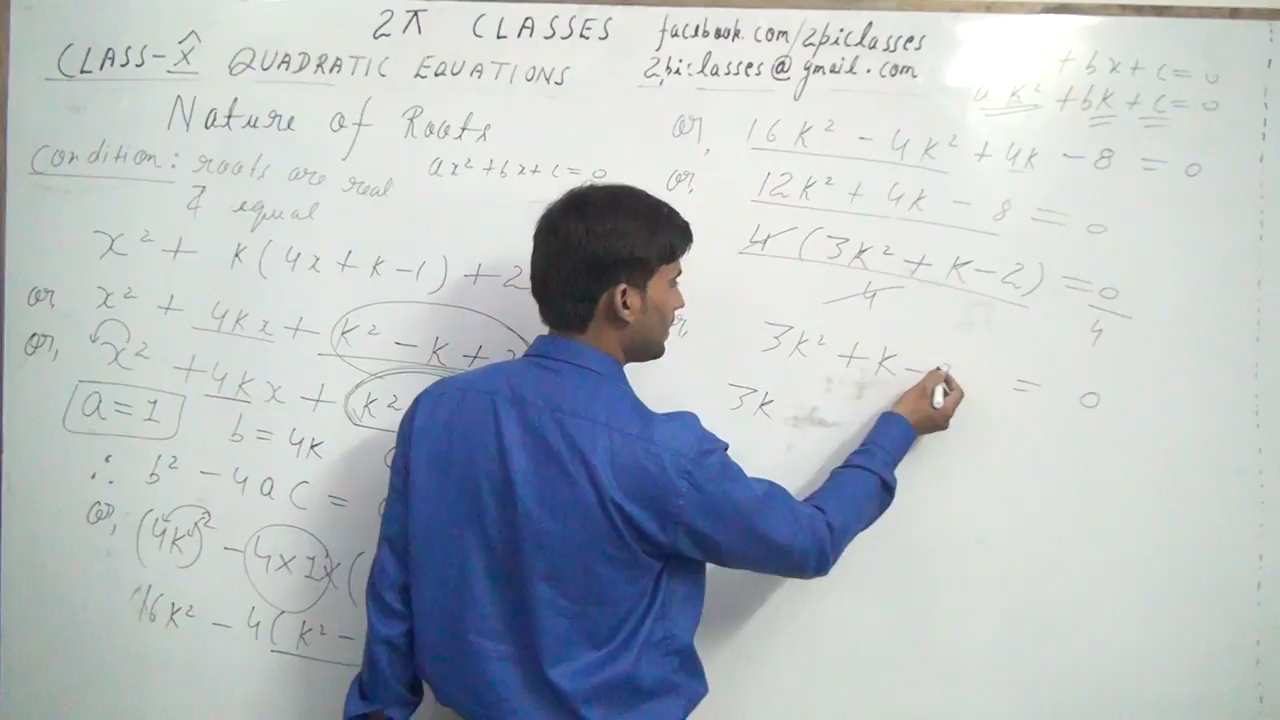 2π CLASSES
facebook.com/2piclasses
CLASS-X QUADRATIC EQUATIONS
2piclasses@gmail.com
Nature of Roots
Condition: roots are real
& equal
ax² + bx + c = 0
x² + k(4x + k - 1) + 2
or x² + 4kx + k² - k + 2
or, x² + 4kx + k²
a = 1
b = 4k
∴ b² - 4ac =
or, (4k)² - 4×1×(
16k² - 4(k² -
+ bx + c = 0
ak² + bk + c = 0
or, 16k² - 4k² + 4k - 8 = 0
or, 12k² + 4k - 8 = 0
4(3k² + k - 2) = 0
4 4
3k² + k - = 0
3k